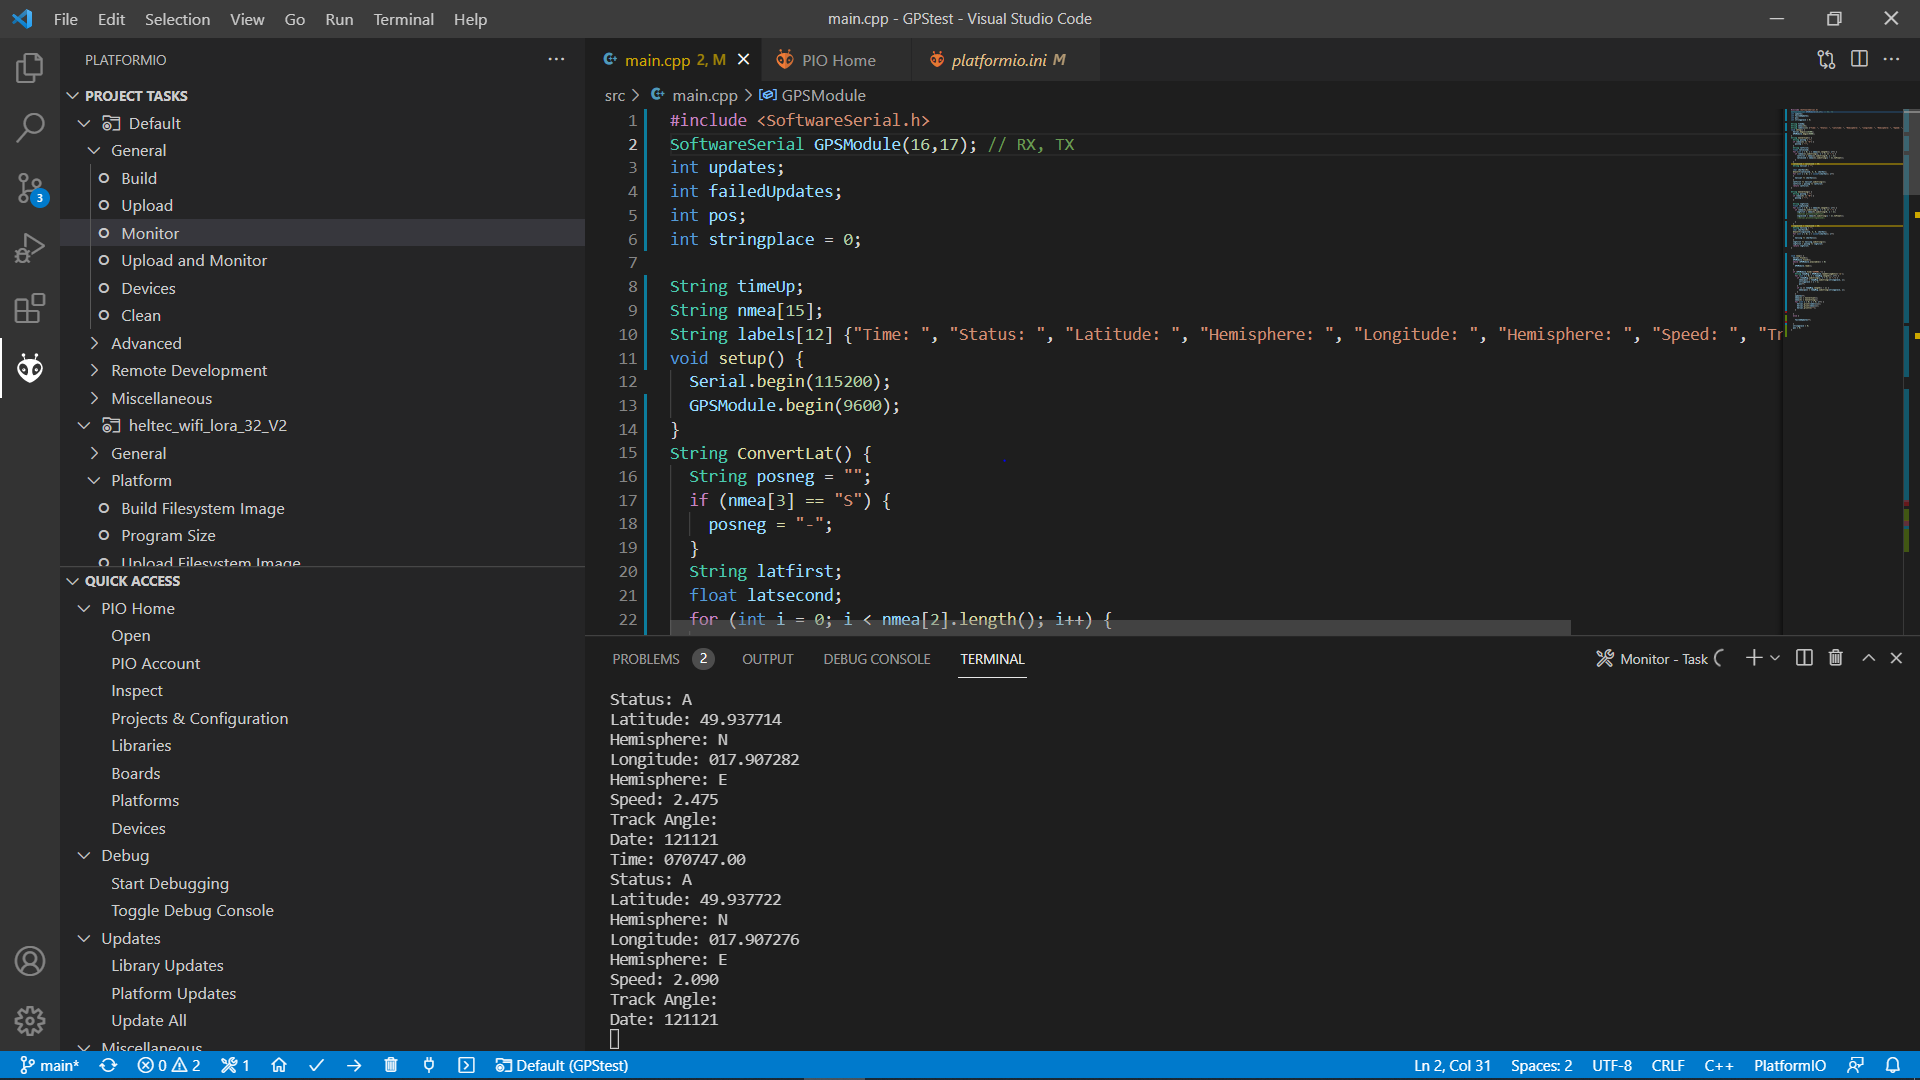 File Edit Selection View Go Run Terminal Help
main.cpp - GPStest - Visual Studio Code
PLATFORMIO
PROJECT TASKS
Default
General
Build
Upload
Monitor
Upload and Monitor
Devices
Clean
Advanced
Remote Development
Miscellaneous
heltec_wifi_lora_32_V2
General
Platform
Build Filesystem Image
Program Size
Upload Filesystem Image
QUICK ACCESS
PIO Home
Open
PIO Account
Inspect
Projects & Configuration
Libraries
Boards
Platforms
Devices
Debug
Start Debugging
Toggle Debug Console
Updates
Library Updates
Platform Updates
Update All
Miscellaneous
3
main.cpp 2, M
PIO Home
platformio.ini M
src > main.cpp > GPSModule
1 #include <SoftwareSerial.h>
2 SoftwareSerial GPSModule(16,17); // RX, TX
3 int updates;
4 int failedUpdates;
5 int pos;
6 int stringplace = 0;
7
8 String timeUp;
9 String nmea[15];
10 String labels[12] {"Time: ", "Status: ", "Latitude: ", "Hemisphere: ", "Longitude: ", "Hemisphere: ", "Speed: ", "Tr
11 void setup() {
12 Serial.begin(115200);
13 GPSModule.begin(9600);
14 }
15 String ConvertLat() {
16 String posneg = "";
17 if (nmea[3] == "S") {
18 posneg = "-";
19 }
20 String latfirst;
21 float latsecond;
22 for (int i = 0; i < nmea[2].length(); i++) {
PROBLEMS 2 OUTPUT DEBUG CONSOLE TERMINAL
Monitor - Task
Status: A
Latitude: 49.937714
Hemisphere: N
Longitude: 017.907282
Hemisphere: E
Speed: 2.475
Track Angle:
Date: 121121
Time: 070747.00
Status: A
Latitude: 49.937722
Hemisphere: N
Longitude: 017.907276
Hemisphere: E
Speed: 2.090
Track Angle:
Date: 121121
main* 0 2 1 Default (GPStest)
Ln 2, Col 31 Spaces: 2 UTF-8 CRLF C++ PlatformIO